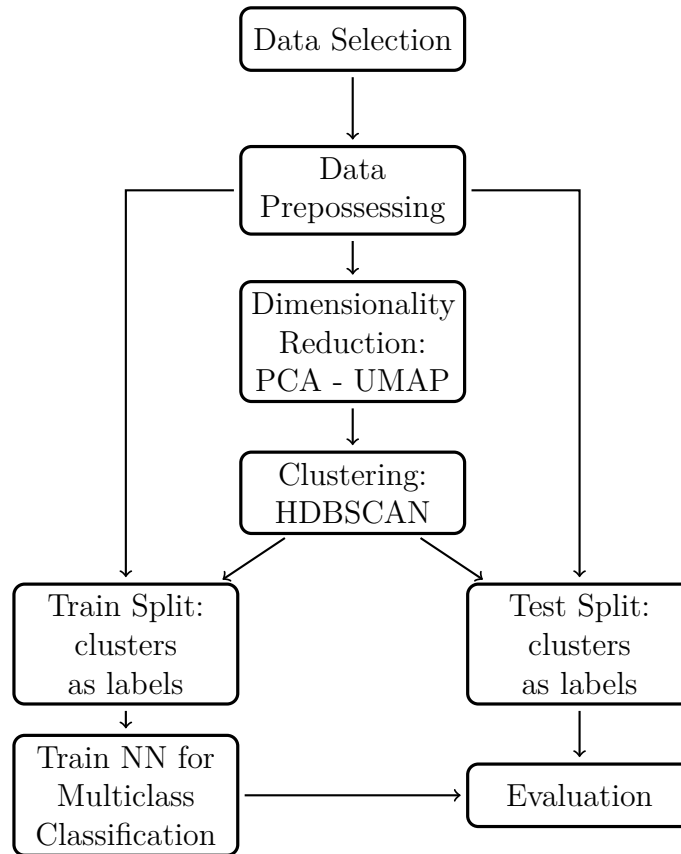 Data Selection
Data
Prepossessing
Dimensionality
Reduction:
PCA - UMAP
Clustering:
HDBSCAN
Train Split:
clusters
as labels
Test Split:
clusters
as labels
Train NN for
Multiclass
Classification
Evaluation